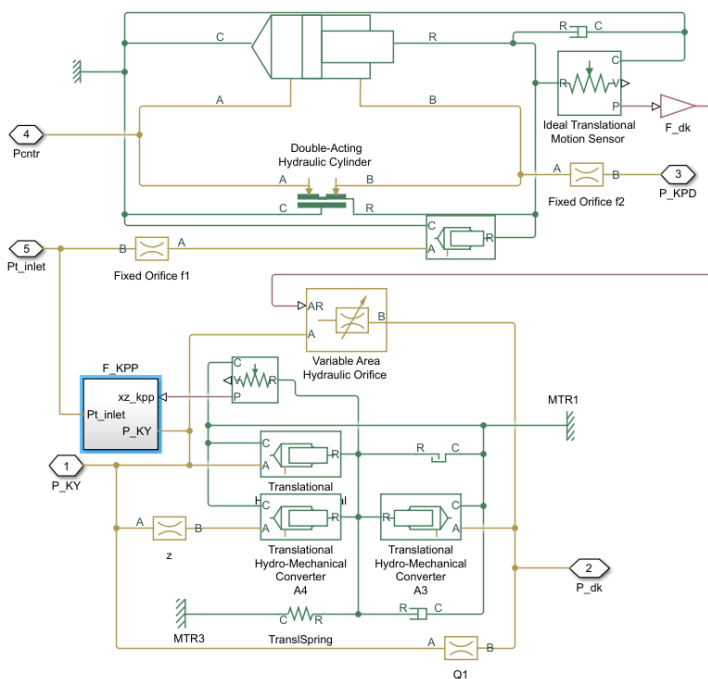 C
R
R
C
C
R
V
P
A
B
4
Pcntr
Ideal Translational
Motion Sensor
F_dk
Double-Acting
Hydraulic Cylinder
A
B
A
B
3
P_KPD
C
R
Fixed Orifice f2
5
Pt_inlet
B
A
Fixed Orifice f1
C
A
R
AR
A
B
Variable Area
Hydraulic Orifice
F_KPP
xz_kpp
Pt_inlet
P_KY
C
V
P
R
MTR1
1
P_KY
C
A
R
Translational
R
C
A
B
z
C
A
R
Translational
Hydro-Mechanical
Converter
A4
R
C
A
Translational
Hydro-Mechanical
Converter
A3
2
P_dk
MTR3
C
R
TranslSpring
R
C
A
B
Q1